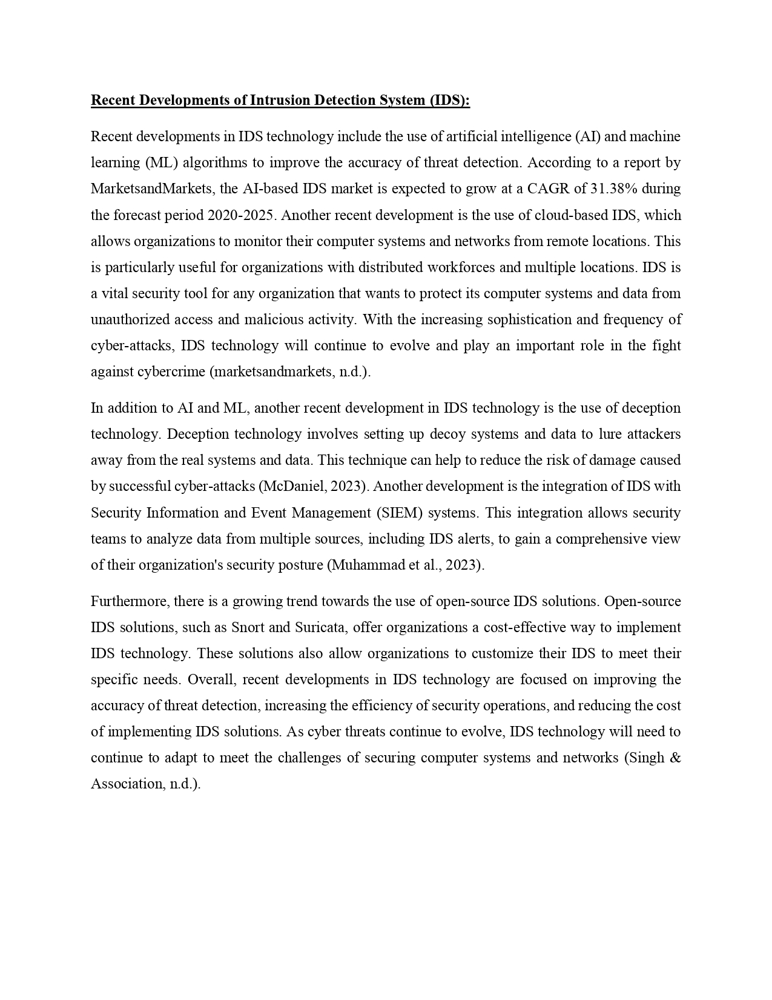 Recent Developments of Intrusion Detection System (IDS):
Recent developments in IDS technology include the use of artificial intelligence (AI) and machine
learning (ML) algorithms to improve the accuracy of threat detection. According to a report by
MarketsandMarkets, the AI-based IDS market is expected to grow at a CAGR of 31.38% during
the forecast period 2020-2025. Another recent development is the use of cloud-based IDS, which
allows organizations to monitor their computer systems and networks from remote locations. This
is particularly useful for organizations with distributed workforces and multiple locations. IDS is
a vital security tool for any organization that wants to protect its computer systems and data from
unauthorized access and malicious activity. With the increasing sophistication and frequency of
cyber-attacks, IDS technology will continue to evolve and play an important role in the fight
against cybercrime (marketsandmarkets, n.d.).
In addition to AI and ML, another recent development in IDS technology is the use of deception
technology. Deception technology involves setting up decoy systems and data to lure attackers
away from the real systems and data. This technique can help to reduce the risk of damage caused
by successful cyber-attacks (McDaniel, 2023). Another development is the integration of IDS with
Security Information and Event Management (SIEM) systems. This integration allows security
teams to analyze data from multiple sources, including IDS alerts, to gain a comprehensive view
of their organization's security posture (Muhammad et al., 2023).
Furthermore, there is a growing trend towards the use of open-source IDS solutions. Open-source
IDS solutions, such as Snort and Suricata, offer organizations a cost-effective way to implement
IDS technology. These solutions also allow organizations to customize their IDS to meet their
specific needs. Overall, recent developments in IDS technology are focused on improving the
accuracy of threat detection, increasing the efficiency of security operations, and reducing the cost
of implementing IDS solutions. As cyber threats continue to evolve, IDS technology will need to
continue to adapt to meet the challenges of securing computer systems and networks (Singh &
Association, n.d.).